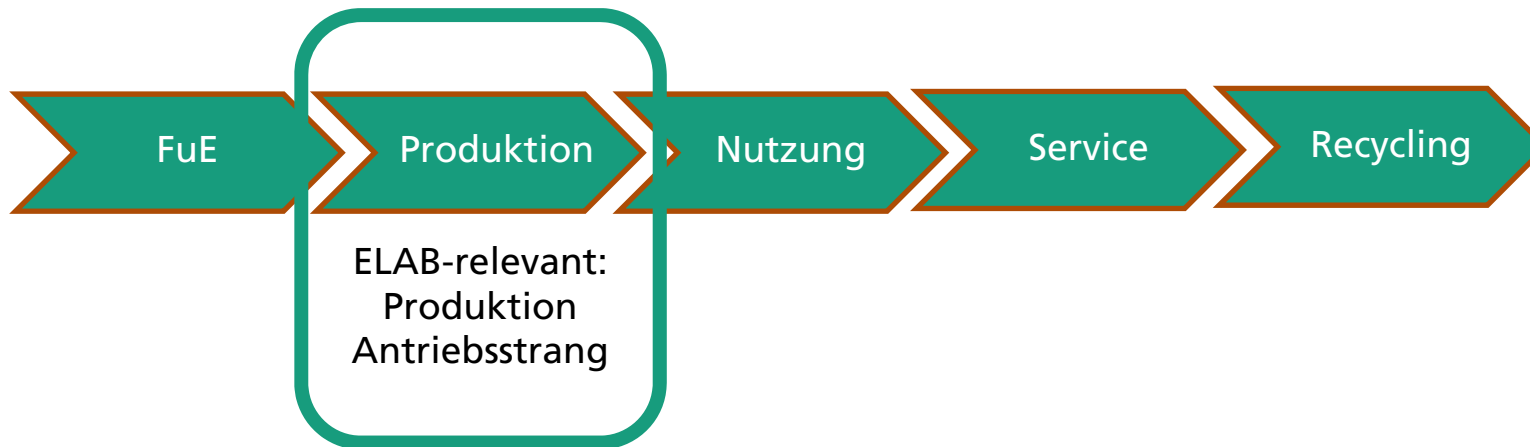 FuE
Produktion
Nutzung
Service
Recycling
ELAB-relevant:
Produktion
Antriebsstrang